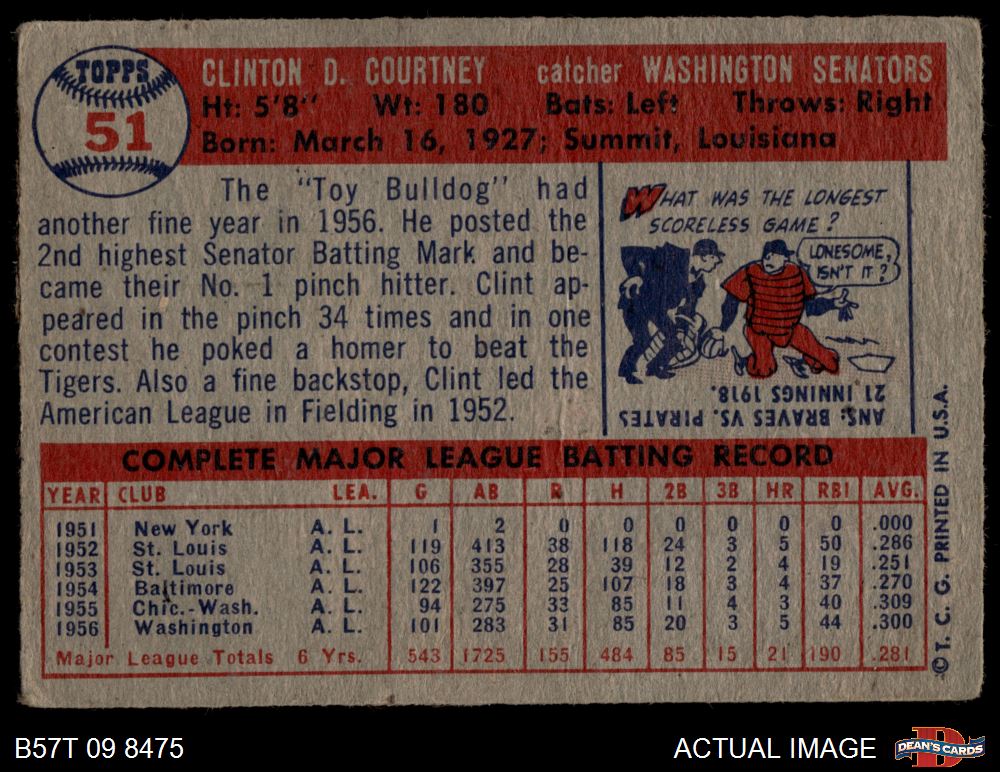 TOPPS
51
CLINTON D. COURTNEY catcher WASHINGTON SENATORS
Ht: 5'8" Wt: 180 Bats: Left Throws: Right
Born: March 16, 1927; Summit, Louisiana
The "Toy Bulldog" had
another fine year in 1956. He posted the
2nd highest Senator Batting Mark and be-
came their No. 1 pinch hitter. Clint ap-
peared in the pinch 34 times and in one
contest he poked a homer to beat the
Tigers. Also a fine backstop, Clint led the
American League in Fielding in 1952.
WHAT WAS THE LONGEST
SCORELESS GAME?
LONESOME,
ISN'T IT?
ANS: BRAVES VS. PIRATES
21 INNINGS 1918.
COMPLETE MAJOR LEAGUE BATTING RECORD
YEAR CLUB LEA. G AB R H 2B 3B HR RBI AVG.
1951 New York A. L. 1 2 0 0 0 0 0 0 .000
1952 St. Louis A. L. 119 413 38 118 24 3 5 50 .286
1953 St. Louis A. L. 106 355 28 39 12 2 4 19 .251
1954 Baltimore A. L. 122 397 25 107 18 3 4 37 .270
1955 Chic.-Wash. A. L. 94 275 33 85 11 4 3 40 .309
1956 Washington A. L. 101 283 31 85 20 3 5 44 .300
Major League Totals 6 Yrs. 543 1725 155 484 85 15 21 190 .281
© T. C. G. PRINTED IN U.S.A.
B57T 09 8475
ACTUAL IMAGE
DEAN'S CARDS